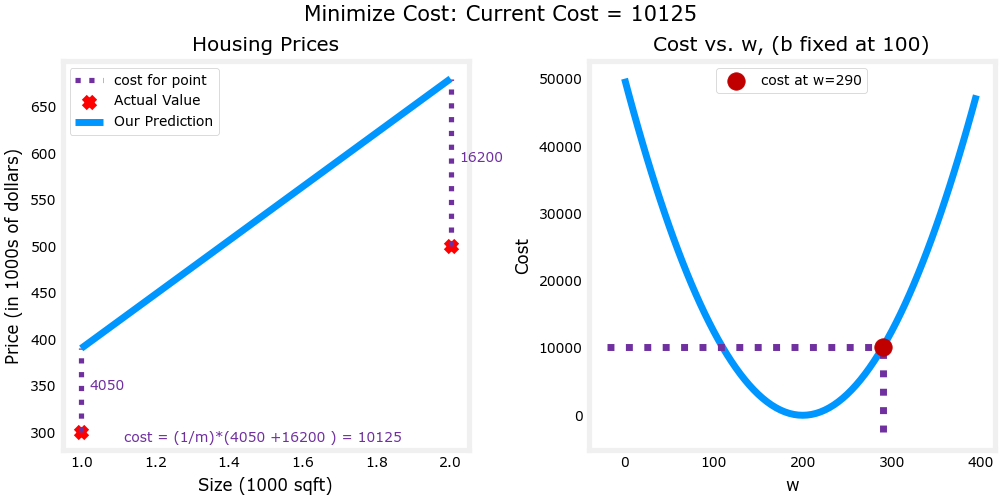 Minimize Cost: Current Cost = 10125
Housing Prices
cost for point
Actual Value
Our Prediction
650
600
550
500
450
400
350
300
Price (in 1000s of dollars)
16200
4050
cost = (1/m)*(4050 +16200 ) = 10125
1.0 1.2 1.4 1.6 1.8 2.0
Size (1000 sqft)
Cost vs. w, (b fixed at 100)
cost at w=290
50000
40000
30000
20000
10000
0
Cost
0 100 200 300 400
w